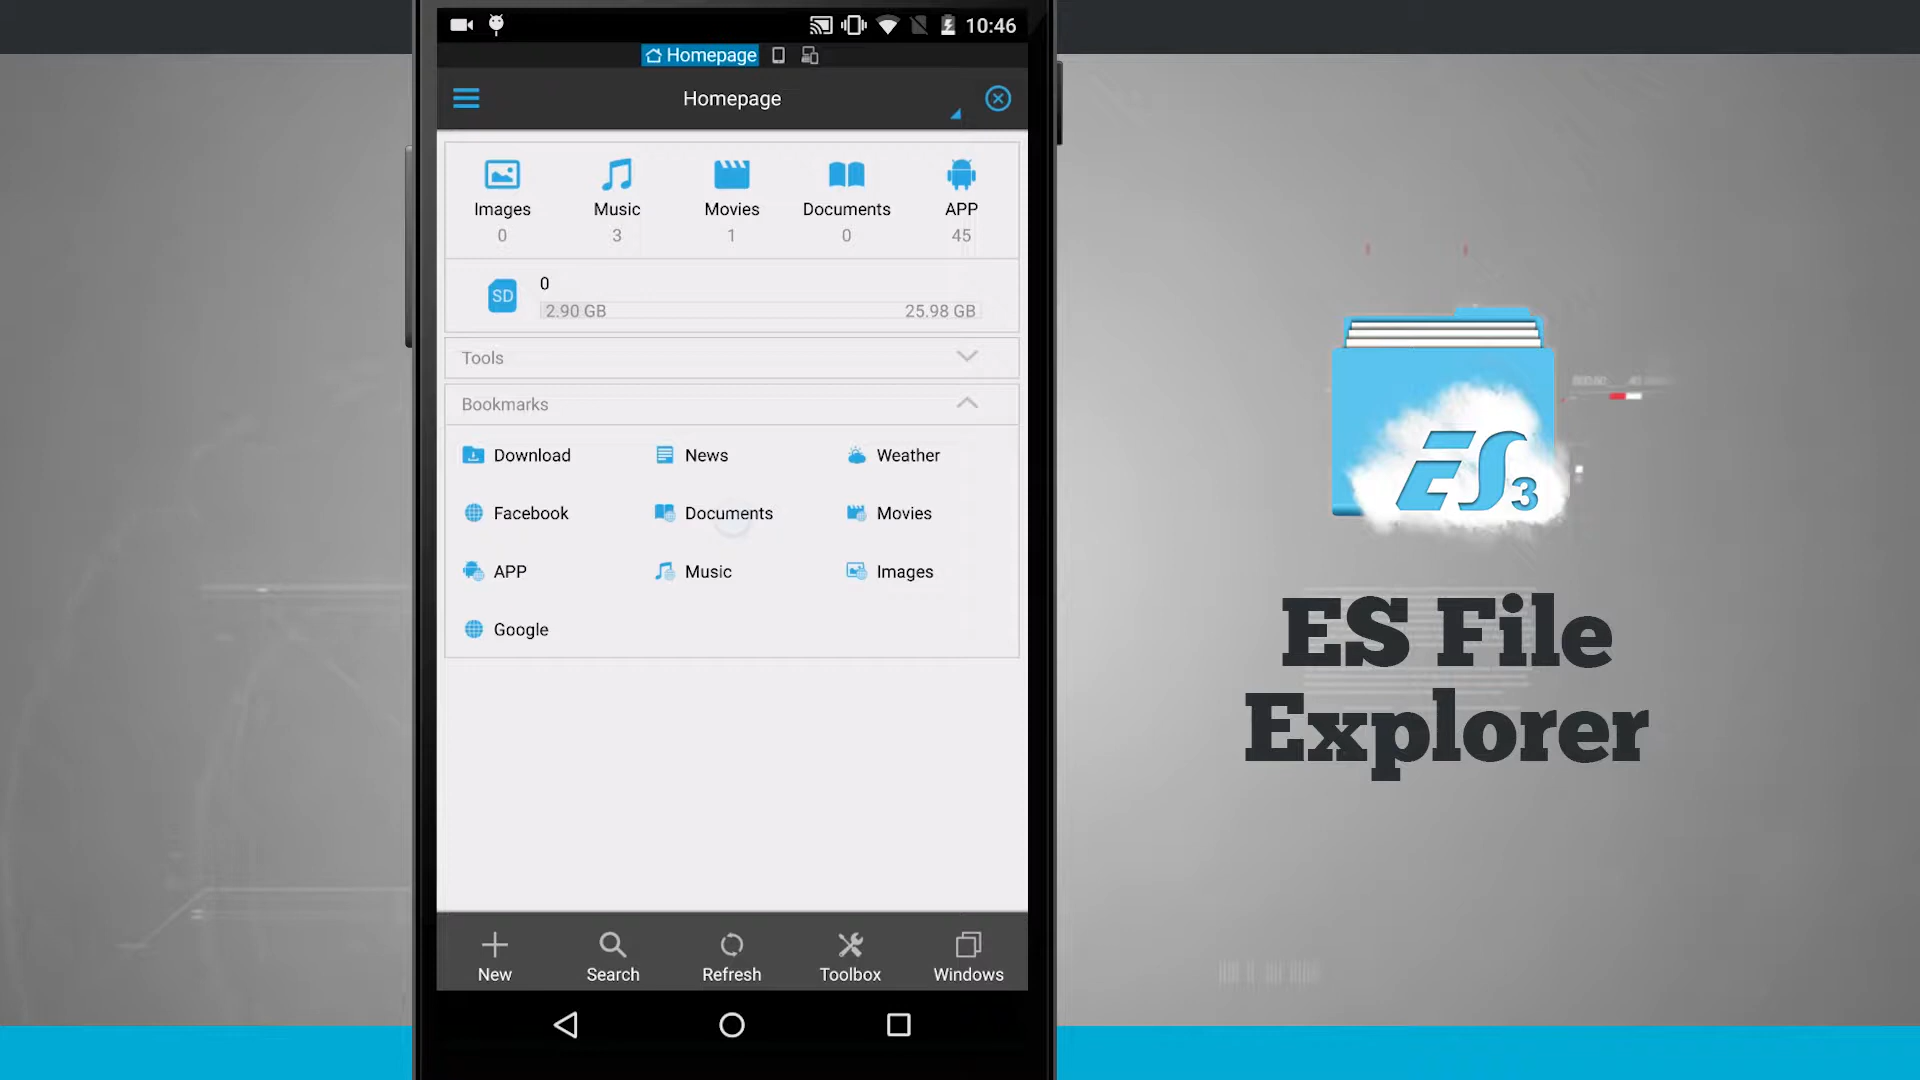 10:46
Homepage
Homepage
Images Music Movies Documents APP
0 3 1 0 45
SD 0
2.90 GB 25.98 GB
Tools
Bookmarks
Download News Weather
Facebook Documents Movies
APP Music Images
Google
New Search Refresh Toolbox Windows
ES3
ES File
Explorer